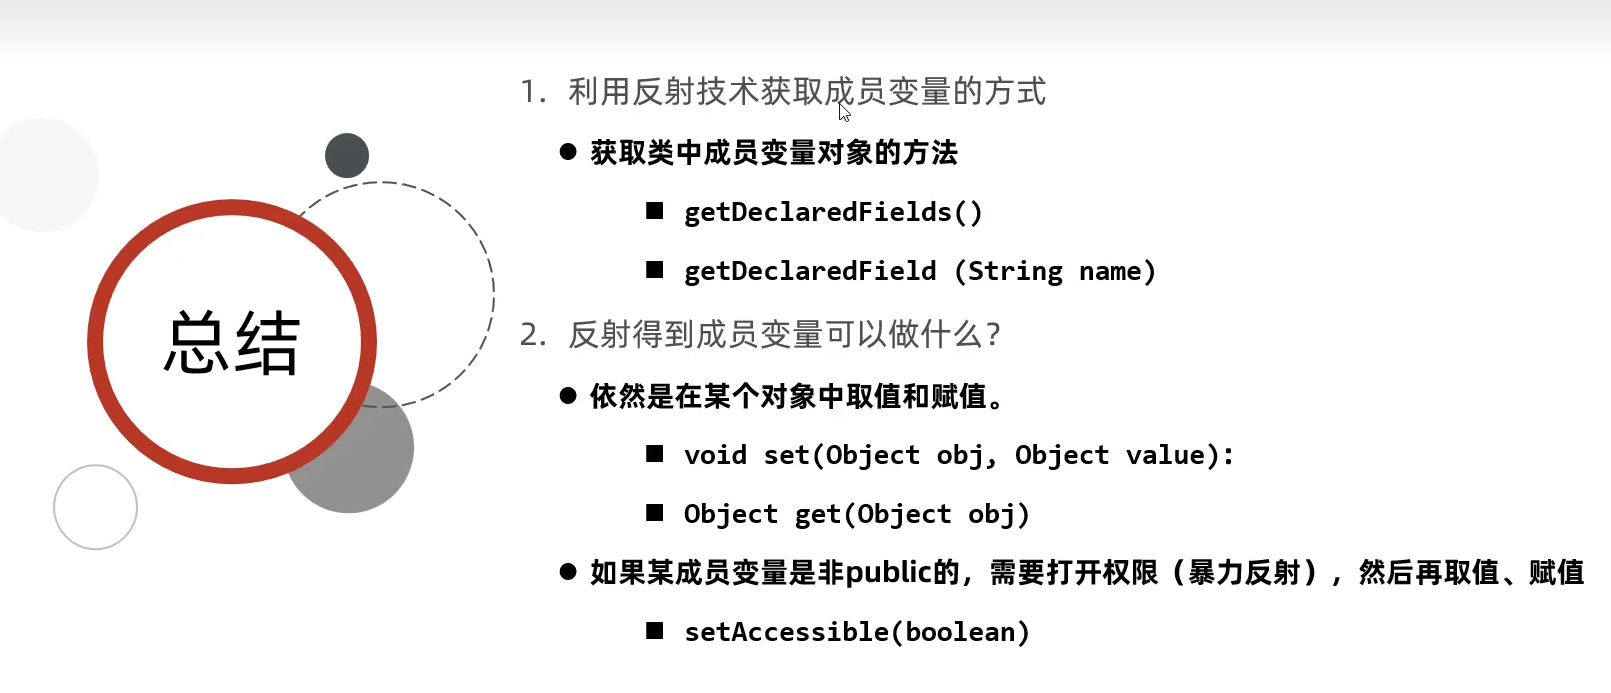 总结
1. 利用反射技术获取成员变量的方式
● 获取类中成员变量对象的方法
■ getDeclaredFields()
■ getDeclaredField (String name)
2. 反射得到成员变量可以做什么？
● 依然是在某个对象中取值和赋值。
■ void set(Object obj, Object value):
■ Object get(Object obj)
● 如果某成员变量是非public的，需要打开权限（暴力反射），然后再取值、赋值
■ setAccessible(boolean)